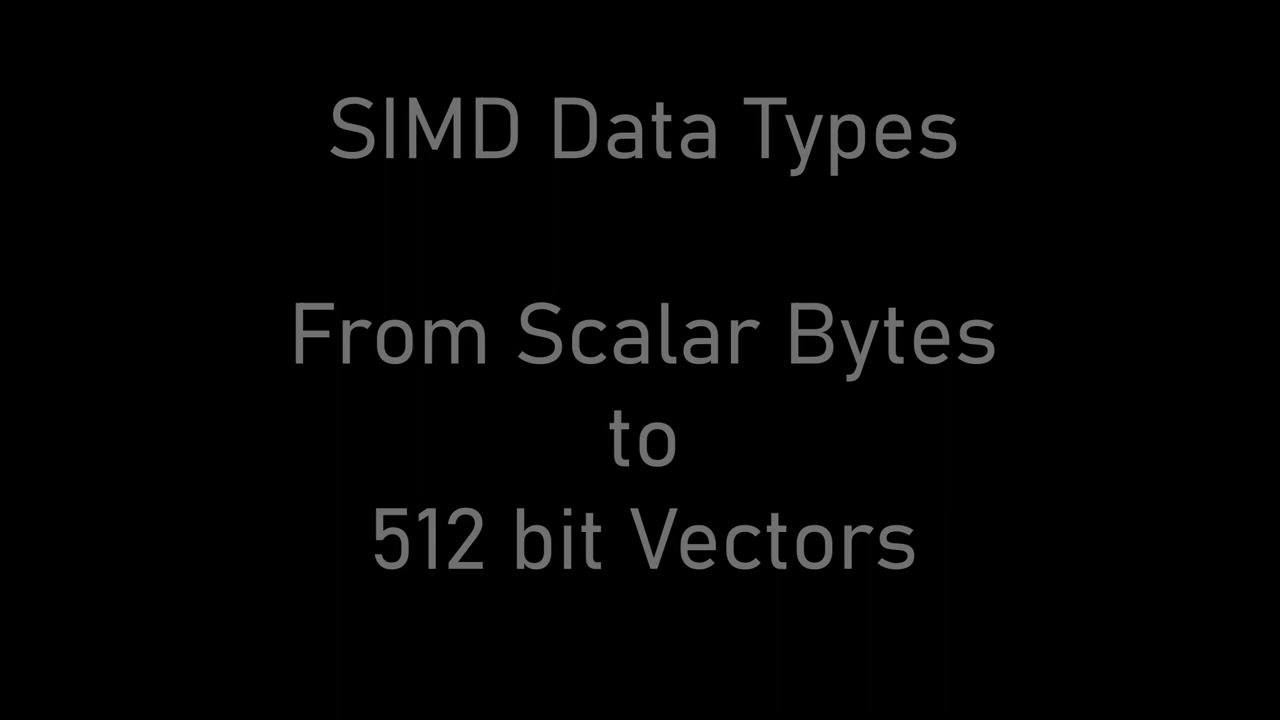 SIMD Data Types
From Scalar Bytes
to
512 bit Vectors